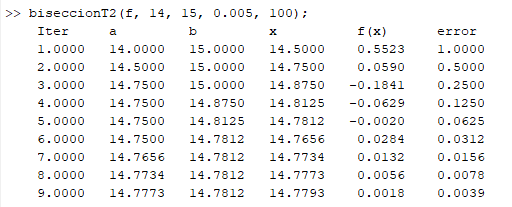 >> biseccionT2(f, 14, 15, 0.005, 100);
Iter a b x f(x) error
1.0000 14.0000 15.0000 14.5000 0.5523 1.0000
2.0000 14.5000 15.0000 14.7500 0.0590 0.5000
3.0000 14.7500 15.0000 14.8750 -0.1841 0.2500
4.0000 14.7500 14.8750 14.8125 -0.0629 0.1250
5.0000 14.7500 14.8125 14.7812 -0.0020 0.0625
6.0000 14.7500 14.7812 14.7656 0.0284 0.0312
7.0000 14.7656 14.7812 14.7734 0.0132 0.0156
8.0000 14.7734 14.7812 14.7773 0.0056 0.0078
9.0000 14.7773 14.7812 14.7793 0.0018 0.0039